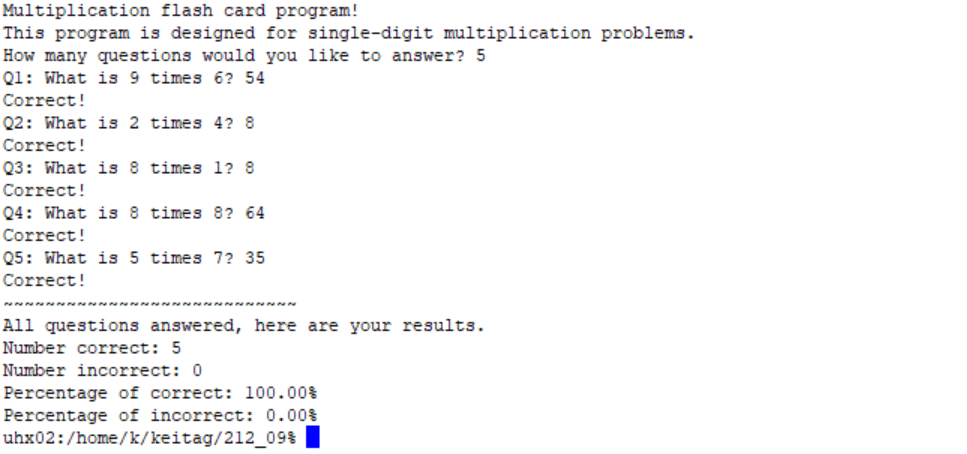 Multiplication flash card program!
This program is designed for single-digit multiplication problems.
How many questions would you like to answer? 5
Q1: What is 9 times 6? 54
Correct!
Q2: What is 2 times 4? 8
Correct!
Q3: What is 8 times 1? 8
Correct!
Q4: What is 8 times 8? 64
Correct!
Q5: What is 5 times 7? 35
Correct!
~~~~~~~~~~~~~~~~~~~~~~~~~~~~
All questions answered, here are your results.
Number correct: 5
Number incorrect: 0
Percentage of correct: 100.00%
Percentage of incorrect: 0.00%
uhx02:/home/k/keitag/212_09%